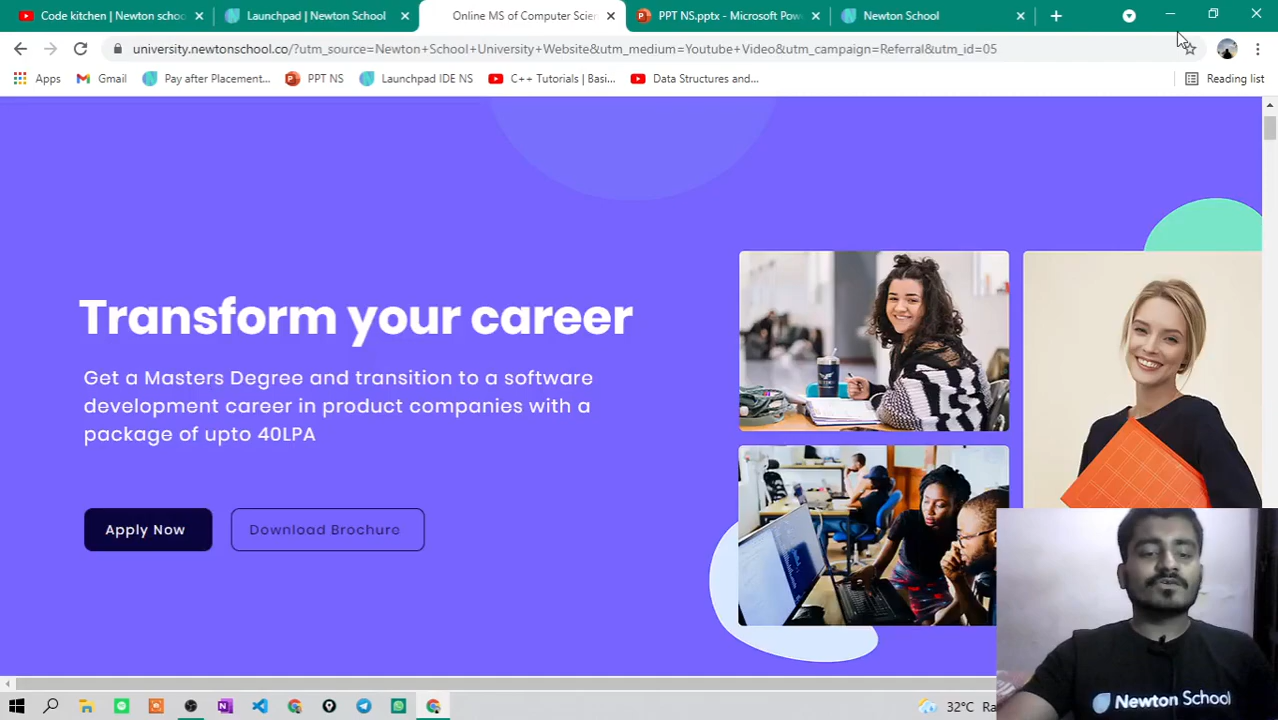 Code kitchen | Newton schoo
Launchpad | Newton School
Online MS of Computer Scien
PPT NS.pptx - Microsoft Pow
Newton School
university.newtonschool.co/?utm_source=Newton+School+University+Website&utm_medium=Youtube+Video&utm_campaign=Referral&utm_id=05
Apps
Gmail
Pay after Placement...
PPT NS
Launchpad IDE NS
C++ Tutorials | Basi...
Data Structures and...
Reading list
Transform your career
Get a Masters Degree and transition to a software
development career in product companies with a
package of upto 40LPA
Apply Now
Download Brochure
Newton School
32°C Ra